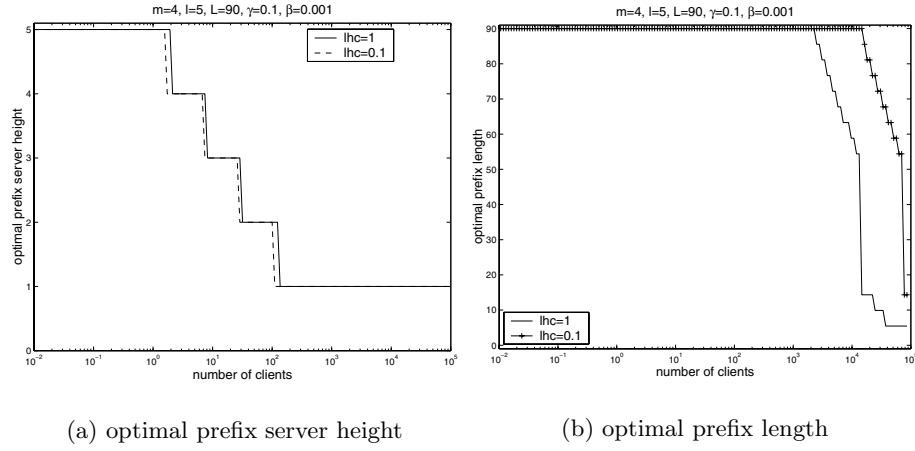 m=4, l=5, L=90, γ=0.1, β=0.001
lhc=1
lhc=0.1
optimal prefix server height
5
4
3
2
1
0
10⁻² 10⁻¹ 10⁰ 10¹ 10² 10³ 10⁴ 10⁵
number of clients
(a) optimal prefix server height
m=4, l=5, L=90, γ=0.1, β=0.001
optimal prefix length
90
80
70
60
50
40
30
20
10
0
lhc=1
lhc=0.1
10⁻² 10⁻¹ 10⁰ 10¹ 10² 10³ 10⁴ 10⁵
number of clients
(b) optimal prefix length